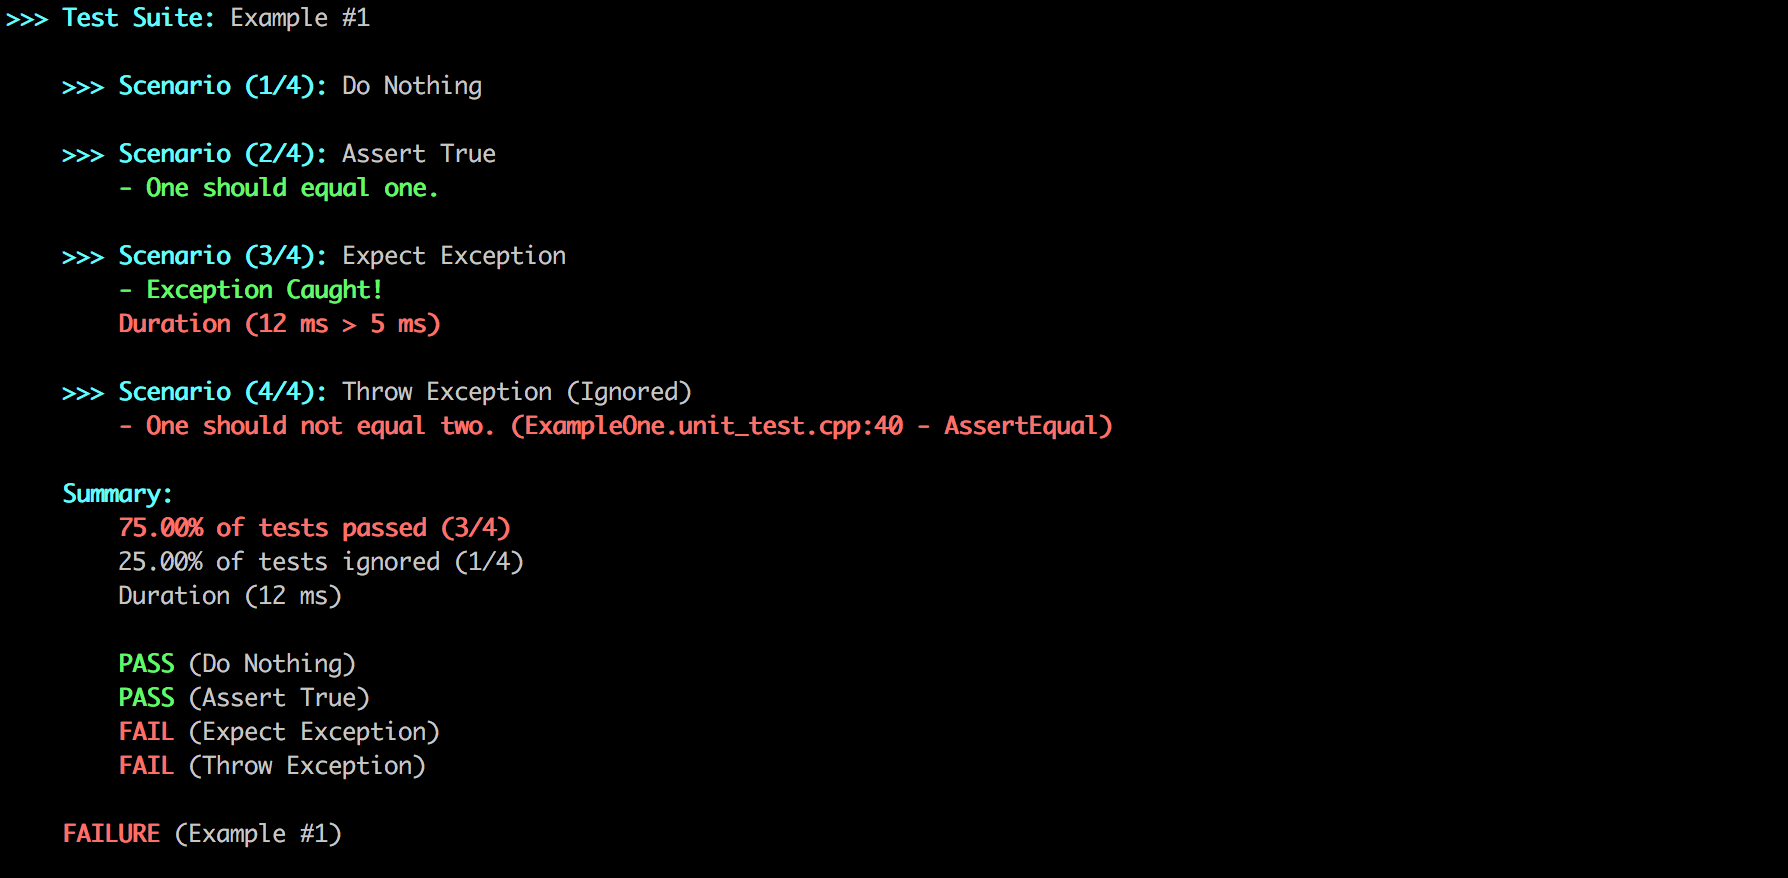 >>> Test Suite: Example #1
>>> Scenario (1/4): Do Nothing
>>> Scenario (2/4): Assert True
- One should equal one.
>>> Scenario (3/4): Expect Exception
- Exception Caught!
Duration (12 ms > 5 ms)
>>> Scenario (4/4): Throw Exception (Ignored)
- One should not equal two. (ExampleOne.unit_test.cpp:40 - AssertEqual)
Summary:
75.00% of tests passed (3/4)
25.00% of tests ignored (1/4)
Duration (12 ms)
PASS (Do Nothing)
PASS (Assert True)
FAIL (Expect Exception)
FAIL (Throw Exception)
FAILURE (Example #1)